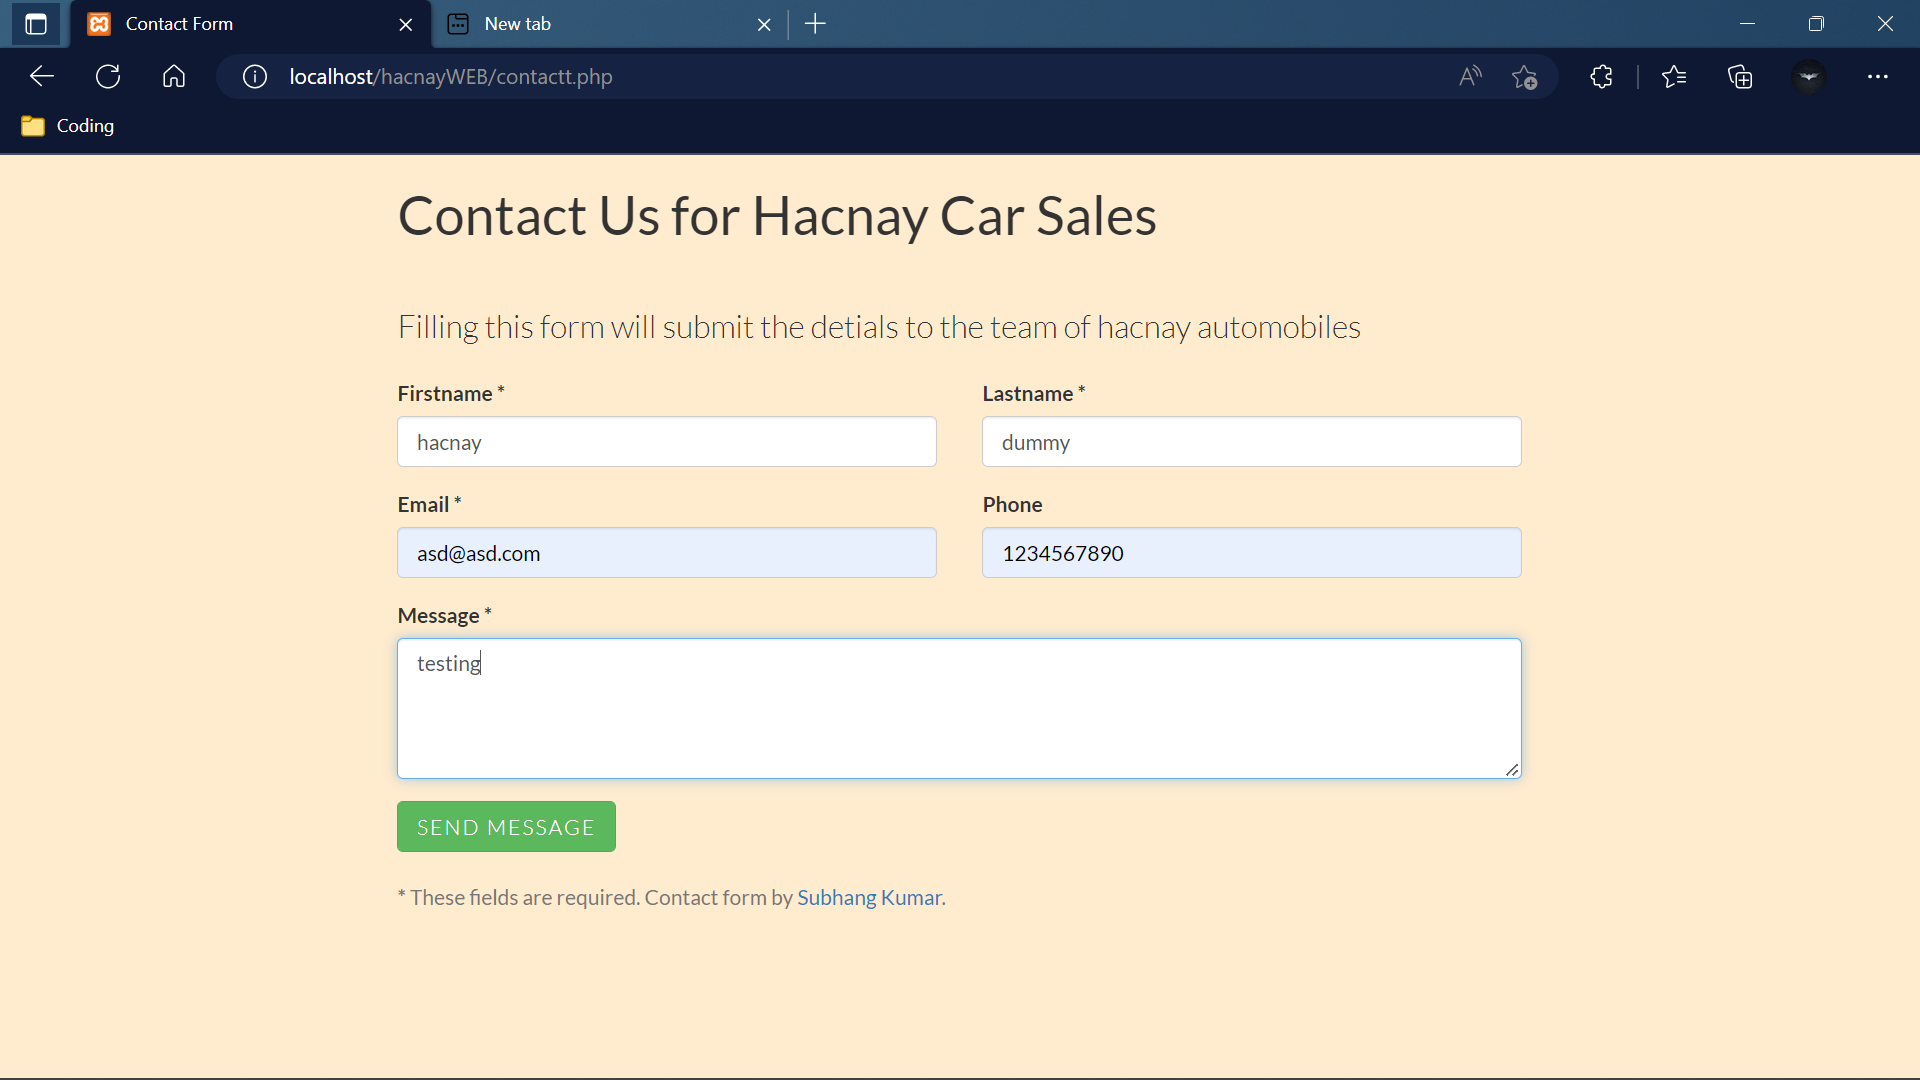 Contact Form
New tab
localhost/hacnayWEB/contactt.php
Coding
Contact Us for Hacnay Car Sales
Filling this form will submit the detials to the team of hacnay automobiles
Firstname * Lastname *
hacnay dummy
Email * Phone
asd@asd.com 1234567890
Message *
testing
SEND MESSAGE
* These fields are required. Contact form by Subhang Kumar.